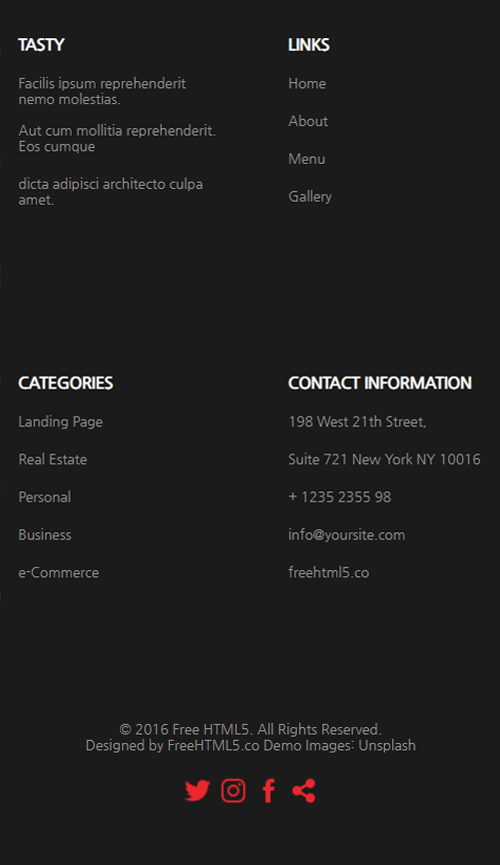 TASTY
Facilis ipsum reprehenderit
nemo molestias.
Aut cum mollitia reprehenderit.
Eos cumque
dicta adipisci architecto culpa
amet.
LINKS
Home
About
Menu
Gallery
CATEGORIES
Landing Page
Real Estate
Personal
Business
e-Commerce
CONTACT INFORMATION
198 West 21th Street,
Suite 721 New York NY 10016
+ 1235 2355 98
info@yoursite.com
freehtml5.co
© 2016 Free HTML5. All Rights Reserved.
Designed by FreeHTML5.co Demo Images: Unsplash